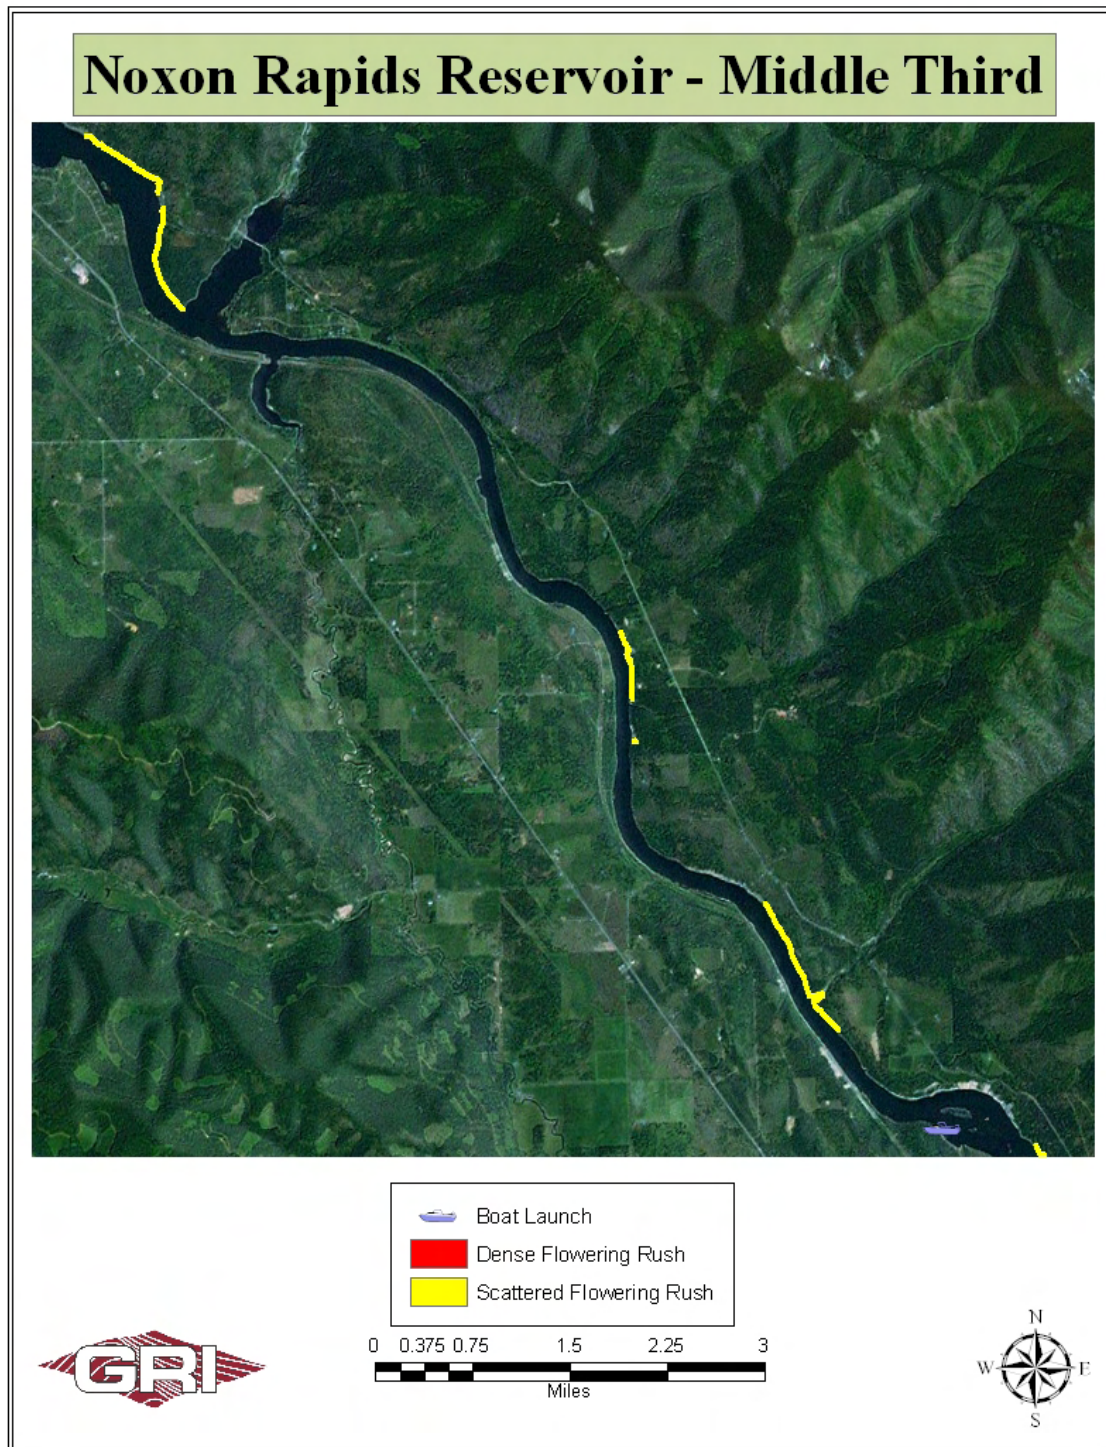 Noxon Rapids Reservoir - Middle Third
Boat Launch
Dense Flowering Rush
Scattered Flowering Rush
0 0.375 0.75 1.5 2.25 3
Miles
GRI
N
W E
S